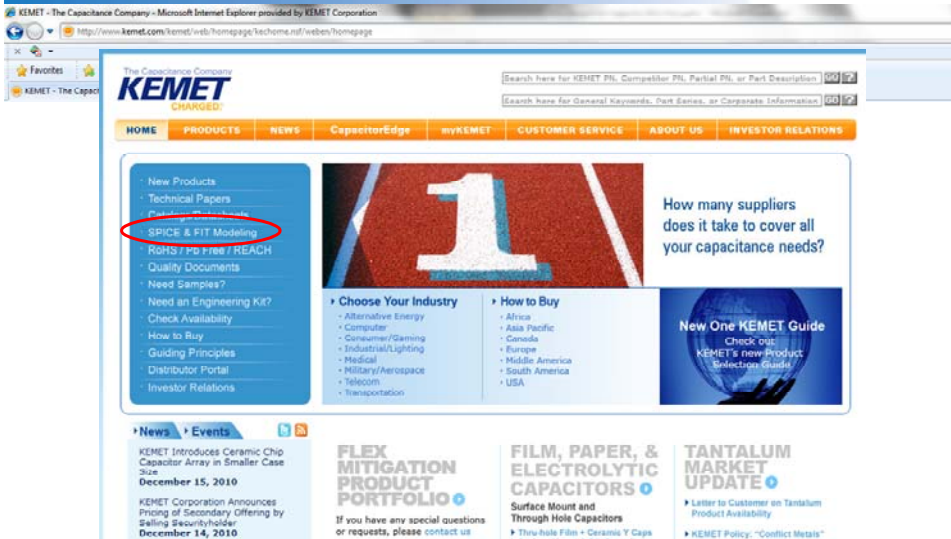 KEMET - The Capacitance Company - Microsoft Internet Explorer provided by KEMET Corporation
http://www.kemet.com/kemet/web/homepage/kechome.nsf/weben/homepage
Favorites
KEMET - The Capaci
The Capacitance Company
KEMET
CHARGED.
Search here for KEMET PN, Competitor PN, Partial PN, or Part Description GO ?
Search here for General Keywords, Part Series, or Corporate Information GO ?
HOME PRODUCTS NEWS CapacitorEdge myKEMET CUSTOMER SERVICE ABOUT US INVESTOR RELATIONS
New Products
Technical Papers
Catalogs/Datasheets
SPICE & FIT Modeling
RoHS / Pb Free / REACH
Quality Documents
Need Samples?
Need an Engineering Kit?
Check Availability
How to Buy
Guiding Principles
Distributor Portal
Investor Relations
1
How many suppliers
does it take to cover all
your capacitance needs?
Choose Your Industry
- Alternative Energy
- Computer
- Consumer/Gaming
- Industrial/Lighting
- Medical
- Military/Aerospace
- Telecom
- Transportation
How to Buy
- Africa
- Asia Pacific
- Canada
- Europe
- Middle America
- South America
- USA
New One KEMET Guide
Check out
KEMET's new Product
Selection Guide
News Events
KEMET Introduces Ceramic Chip
Capacitor Array in Smaller Case
Size
December 15, 2010
KEMET Corporation Announces
Pricing of Secondary Offering by
Selling Securityholder
December 14, 2010
FLEX
MITIGATION
PRODUCT
PORTFOLIO
If you have any special questions
or requests, please contact us
FILM, PAPER, &
ELECTROLYTIC
CAPACITORS
Surface Mount and
Through Hole Capacitors
Thru-hole Film + Ceramic Y Caps
TANTALUM
MARKET
UPDATE
Letter to Customer on Tantalum
Product Availability
KEMET Policy: "Conflict Metals"